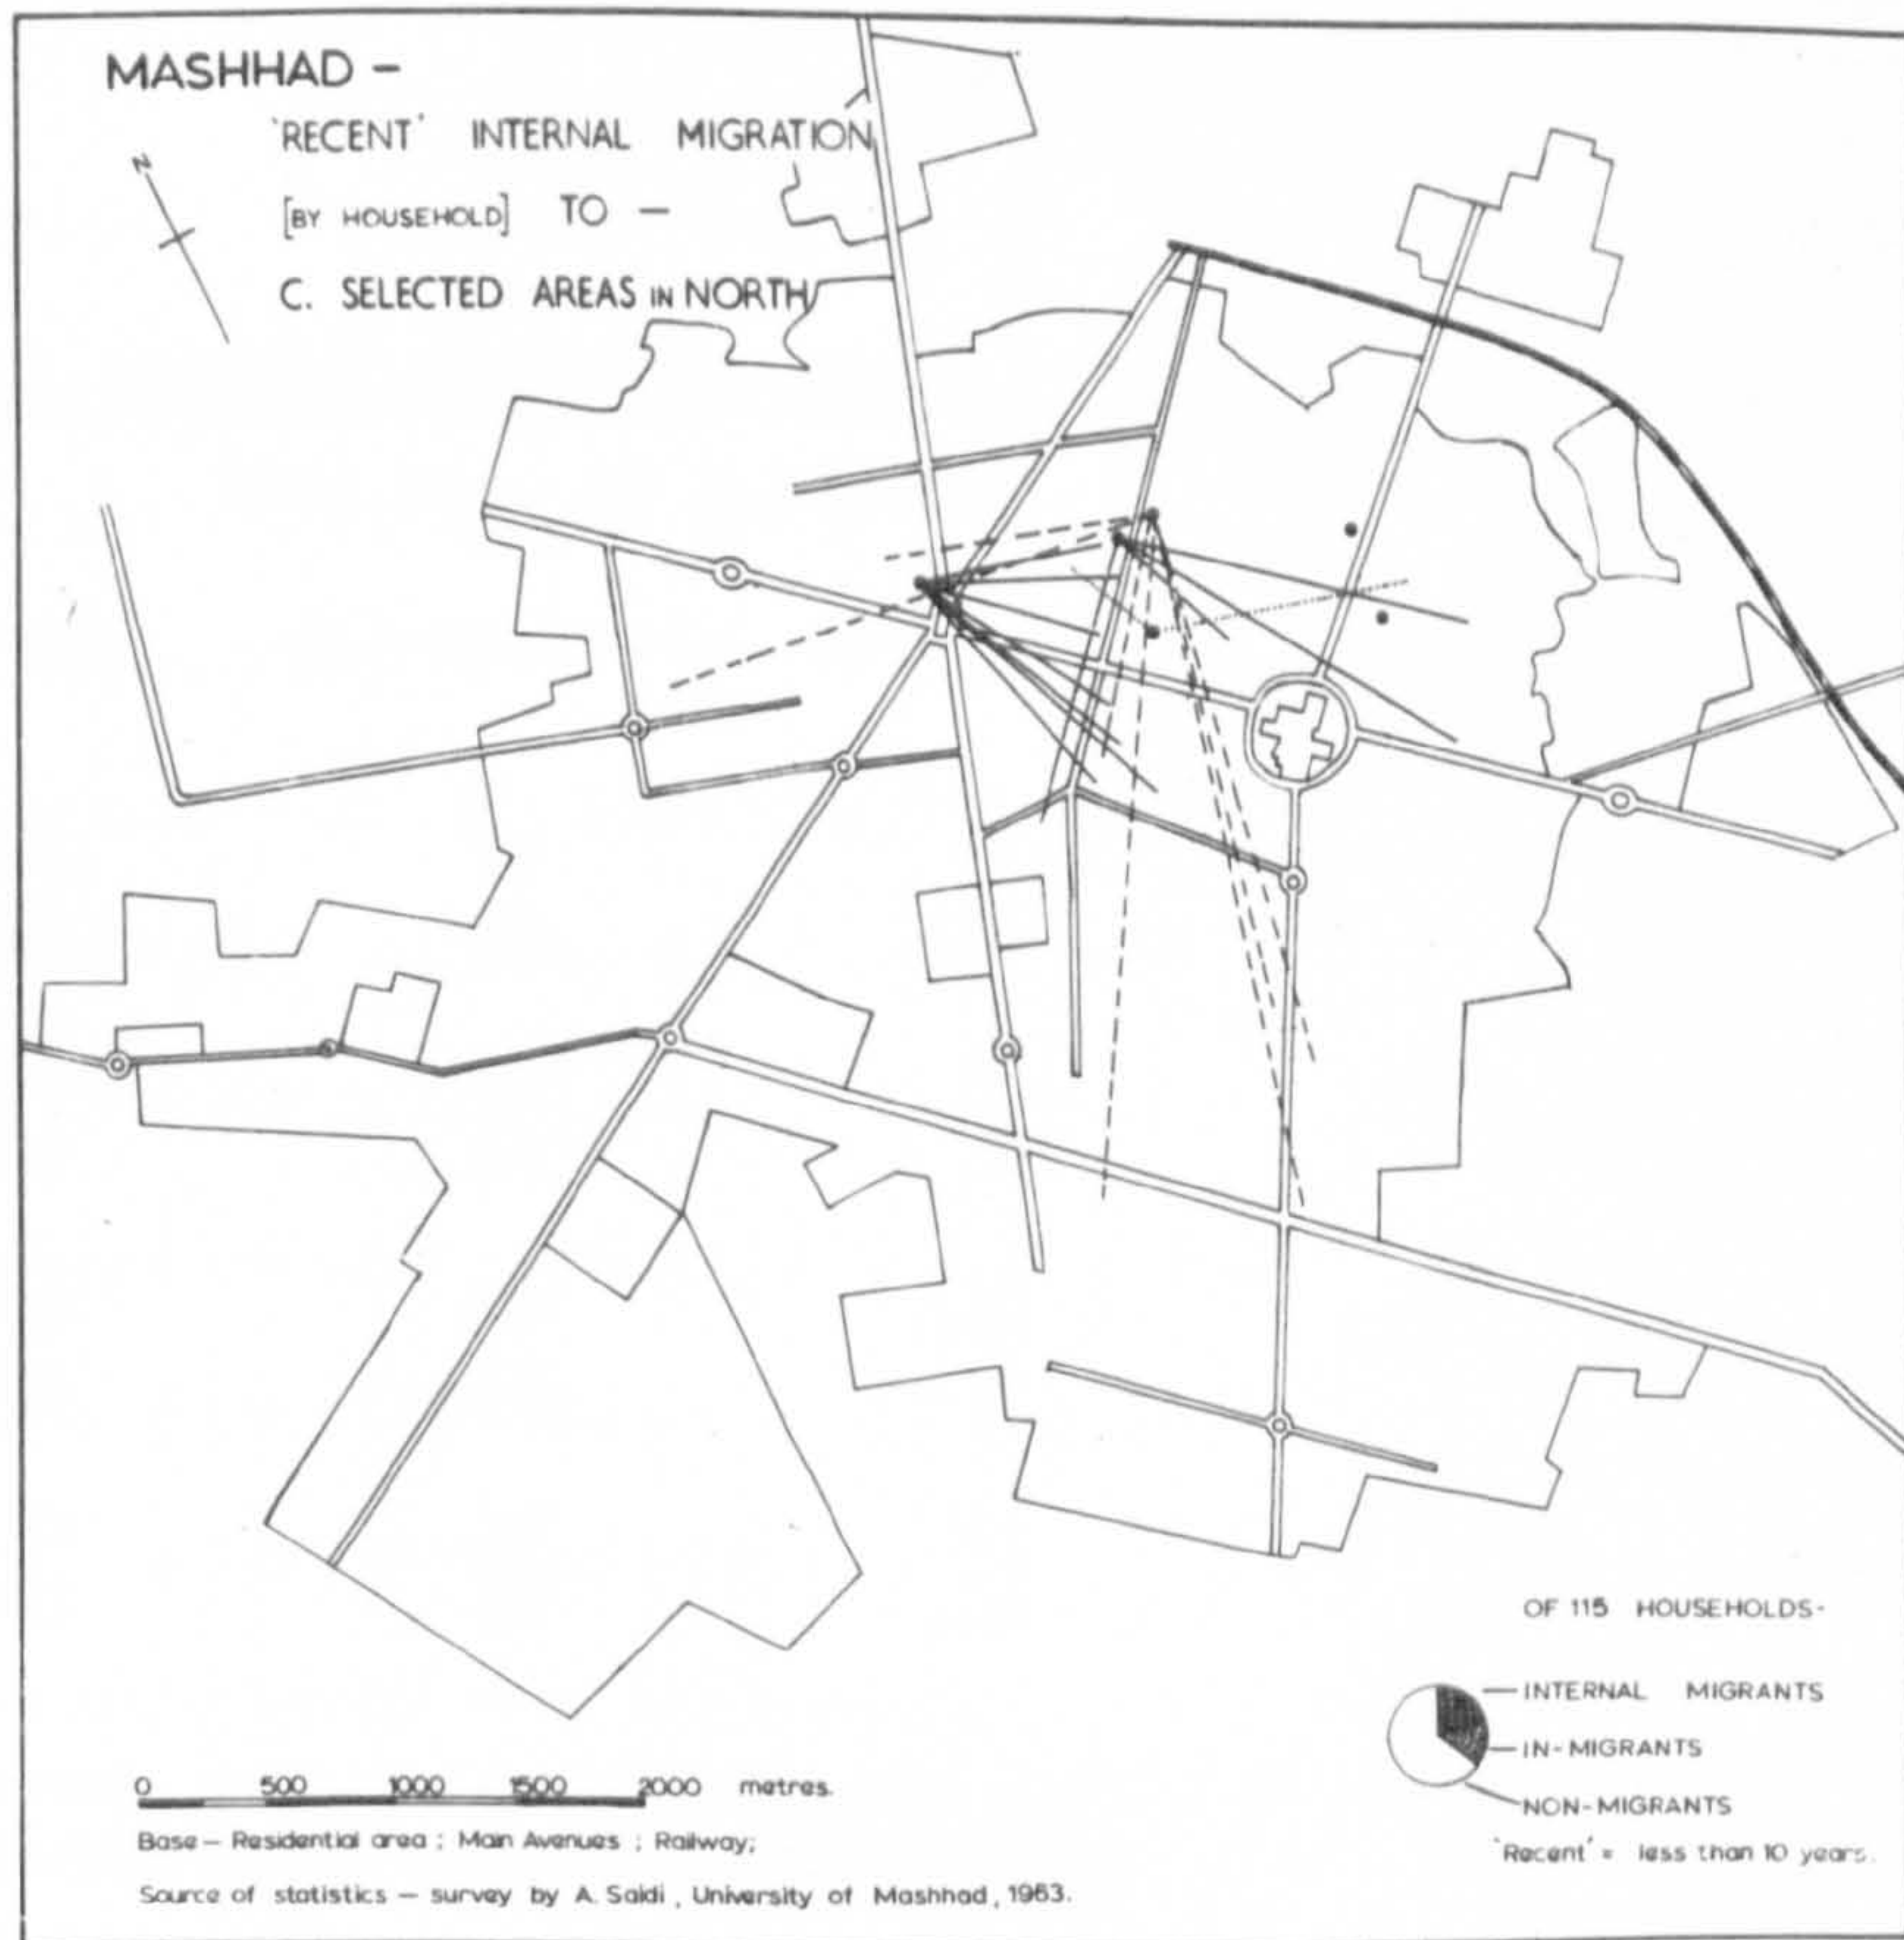 MASHHAD –
'RECENT' INTERNAL MIGRATION
[BY HOUSEHOLD] TO –
C. SELECTED AREAS IN NORTH
N
OF 115 HOUSEHOLDS-
INTERNAL MIGRANTS
IN-MIGRANTS
NON-MIGRANTS
'Recent' = less than 10 years.
0 500 1000 1500 2000 metres.
Base – Residential area ; Main Avenues ; Railway;
Source of statistics – survey by A. Saidi , University of Mashhad , 1963.